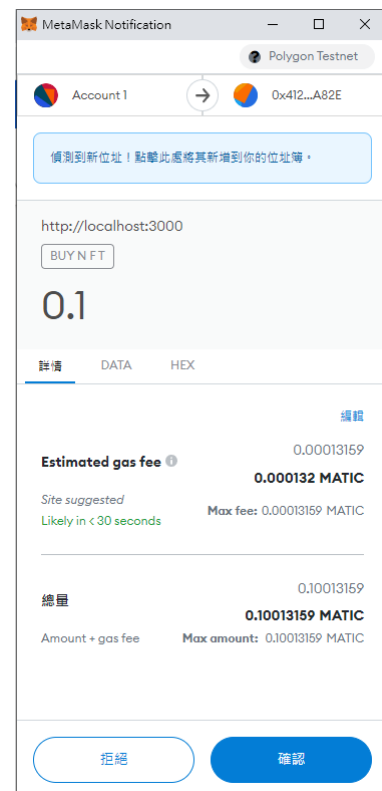 MetaMask Notification
Polygon Testnet
Account 1
0x412...A82E
偵測到新位址！點擊此處將其新增到你的位址簿。
http://localhost:3000
BUY N FT
0.1
詳情 DATA HEX
編輯
0.00013159
Estimated gas fee
0.000132 MATIC
Site suggested
Max fee: 0.00013159 MATIC
Likely in < 30 seconds
0.10013159
總量
0.10013159 MATIC
Amount + gas fee Max amount: 0.10013159 MATIC
拒絕 確認